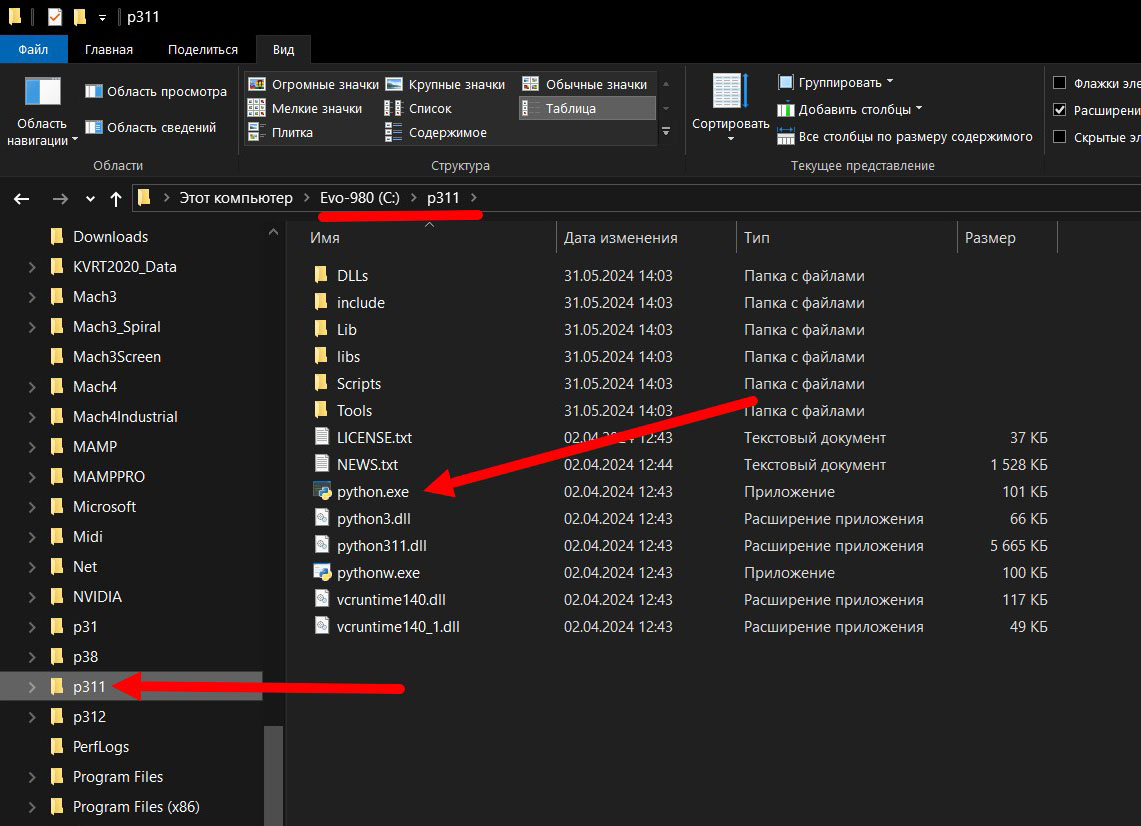 p311
Файл Главная Поделиться Вид
Область навигации
Область просмотра
Область сведений
Области
Огромные значки Крупные значки Обычные значки
Мелкие значки Список Таблица
Плитка Содержимое
Структура
Сортировать
Группировать
Добавить столбцы
Все столбцы по размеру содержимого
Текущее представление
Флажки эле
Расширени
Скрытые эл
Этот компьютер Evo-980 (C:) p311
Downloads
KVRT2020_Data
Mach3
Mach3_Spiral
Mach3Screen
Mach4
Mach4Industrial
MAMP
MAMPPRO
Microsoft
Midi
Net
NVIDIA
p31
p38
p311
p312
PerfLogs
Program Files
Program Files (x86)
Имя Дата изменения Тип Размер
DLLs 31.05.2024 14:03 Папка с файлами
include 31.05.2024 14:03 Папка с файлами
Lib 31.05.2024 14:03 Папка с файлами
libs 31.05.2024 14:03 Папка с файлами
Scripts 31.05.2024 14:03 Папка с файлами
Tools 31.05.2024 14:03 Папка с файлами
LICENSE.txt 02.04.2024 12:43 Текстовый документ 37 КБ
NEWS.txt 02.04.2024 12:44 Текстовый документ 1 528 КБ
python.exe 02.04.2024 12:43 Приложение 101 КБ
python3.dll 02.04.2024 12:43 Расширение приложения 66 КБ
python311.dll 02.04.2024 12:43 Расширение приложения 5 665 КБ
pythonw.exe 02.04.2024 12:43 Приложение 100 КБ
vcruntime140.dll 02.04.2024 12:43 Расширение приложения 117 КБ
vcruntime140_1.dll 02.04.2024 12:43 Расширение приложения 49 КБ